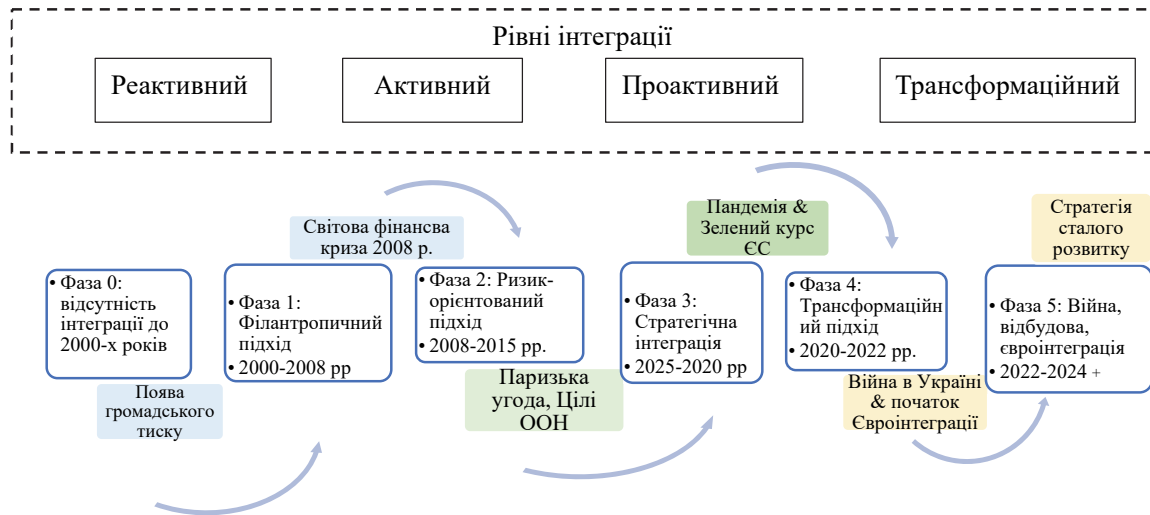 Рівні інтеграції
Реактивний
Активний
Проактивний
Трансформаційний
Світова фінансва
криза 2008 р.
Пандемія &
Зелений курс
ЄС
Стратегія
сталого
розвитку
• Фаза 0:
відсутність
інтеграції до
2000-х років
• Фаза 1:
Філантропичний
підхід
• 2000-2008 рр
• Фаза 2: Ризик-
орієнтований
підхід
• 2008-2015 рр.
• Фаза 3:
Стратегічна
інтеграція
• 2025-2020 рр
• Фаза 4:
Трансформаційн
ий підхід
• 2020-2022 рр.
• Фаза 5: Війна,
відбудова,
євроінтеграція
• 2022-2024 +
Поява
громадського
тиску
Паризька
угода, Цілі
ООН
Війна в Україні
& початок
Євроінтеграції